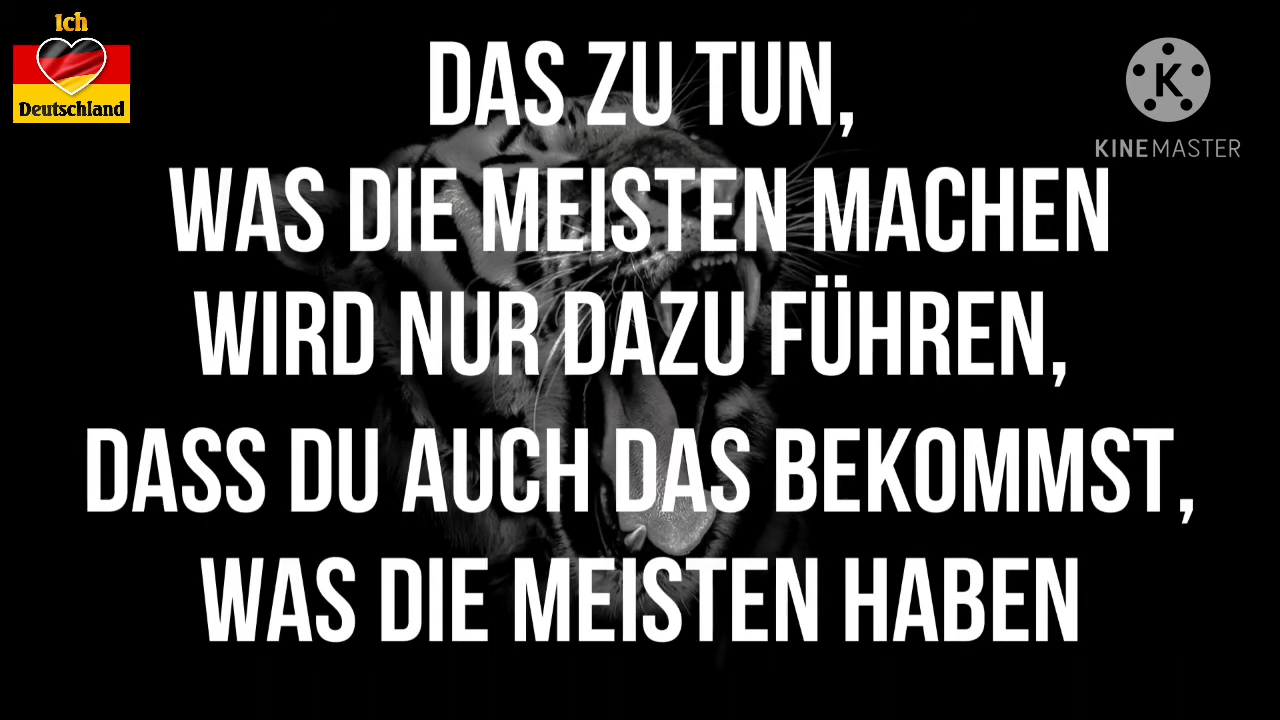 Ich
Deutschland
KINEMASTER
DAS ZU TUN,
WAS DIE MEISTEN MACHEN
WIRD NUR DAZU FÜHREN,
DASS DU AUCH DAS BEKOMMST,
WAS DIE MEISTEN HABEN